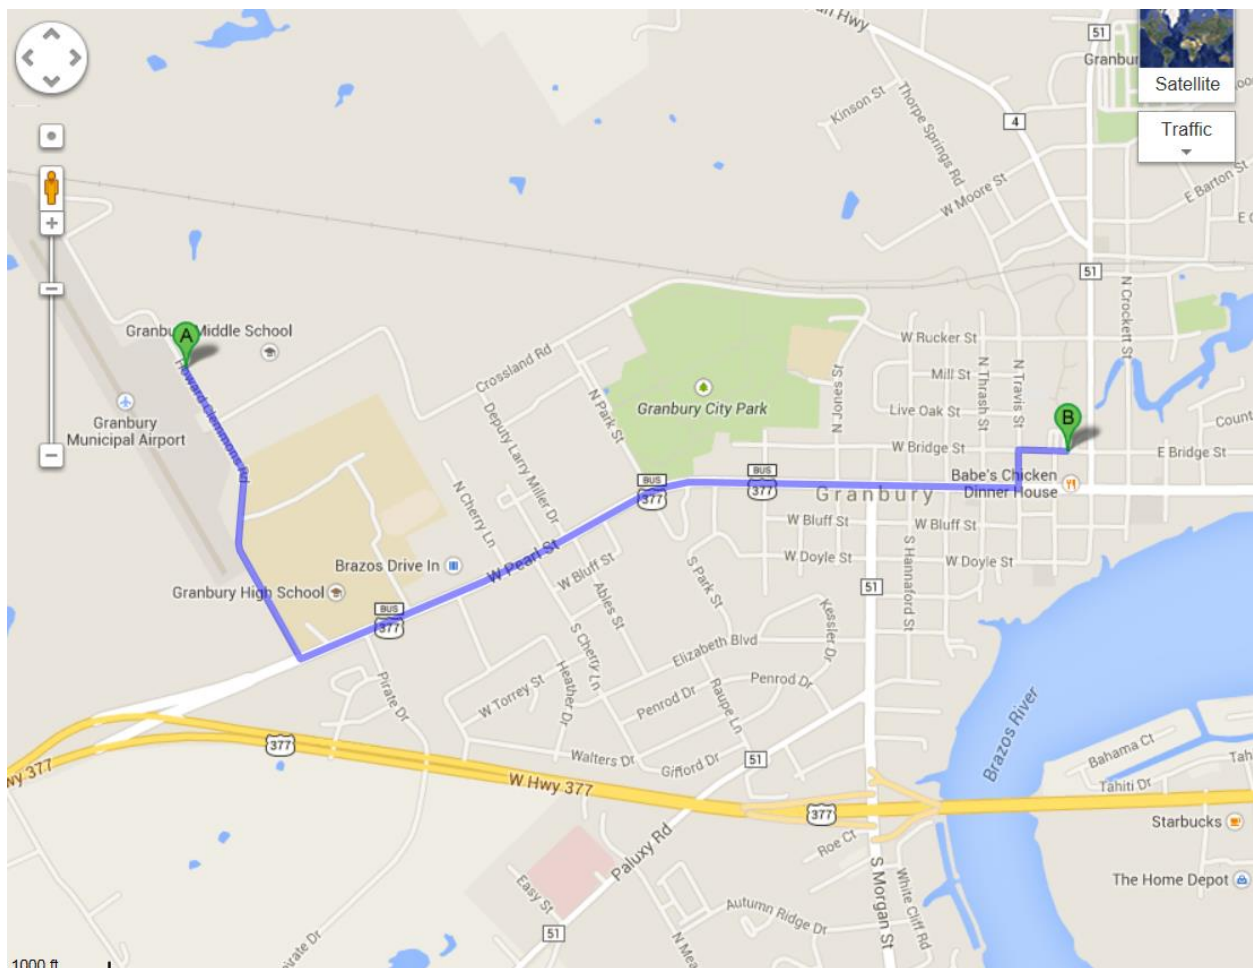 an Hwy
51
Granbur
Satellite
Traffic
Kinson St
Thorpe Springs Rd
4
W Moore St
E Barton St
E
51
N Crockett St
Granbury Middle School
A
Howard Clemmons Rd
Granbury
Municipal Airport
Crossland Rd
N Park St
Granbury City Park
N Jones St
W Rucker St
Mill St
Live Oak St
N Thrash St
N Travis St
B
W Bridge St
E Bridge St
Count
Babe's Chicken
Dinner House
Granbury
BUS
377
BUS
377
Deputy Larry Miller Dr
N Cherry Ln
W Pearl St
W Bluff St
W Bluff St
W Bluff St
W Doyle St
W Doyle St
S Hannaford St
S Park St
51
Brazos Drive In
Granbury High School
BUS
377
Ables St
S Cherry Ln
Elizabeth Blvd
Kessler Dr
Penrod Dr
Penrod Dr
Raupe Ln
Heather Dr
W Torrey St
Pirate Dr
Walters Dr
Gifford Dr
51
377
wy 377
W Hwy 377
377
Brazos River
Bahama Ct
Tahiti Dr
Tah
Starbucks
The Home Depot
Roe Ct
Paluxy Rd
S Morgan St
White Cliff Rd
Easy St
51
Autumn Ridge Dr
N Mea
ivate Dr
1000 ft